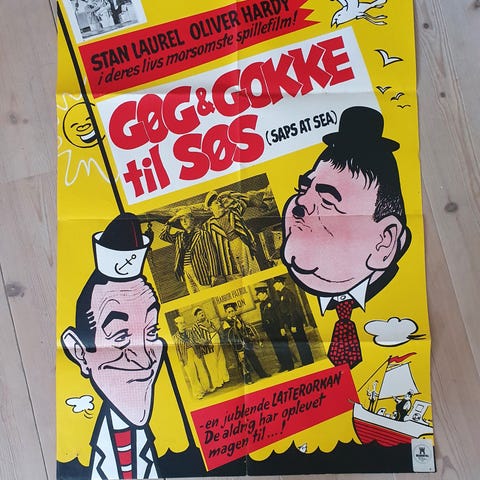 STAN LAUREL OLIVER HARDY
i deres livs morsomste spillefilm!
GØG & GOKKE
til SØS
(SAPS AT SEA)
HARBOR PATROL
-en jublende LATTERORKAN
De aldrig har oplevet
magen til...!